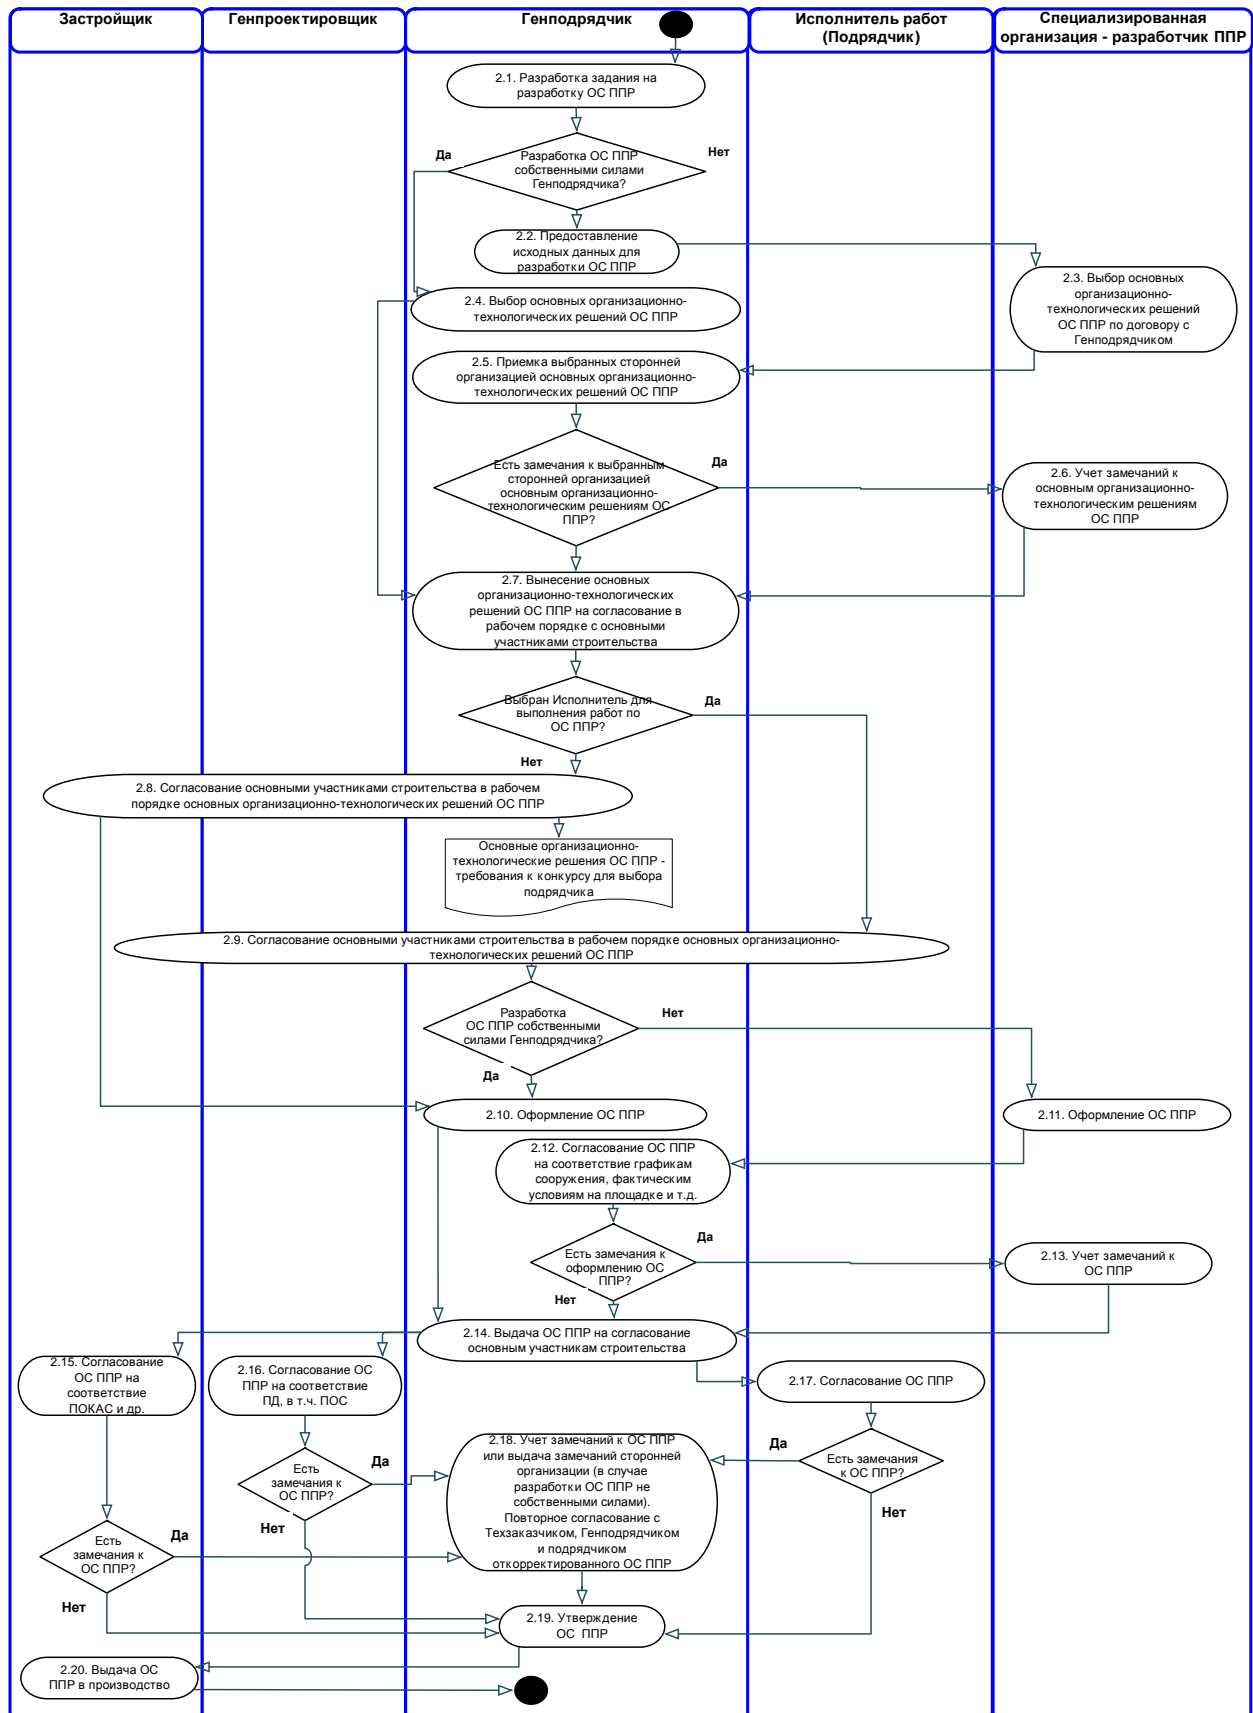 Застройщик
Генпроектировщик
Генподрядчик
Исполнитель работ
(Подрядчик)
Специализированная
организация - разработчик ППР
2.1. Разработка задания на
разработку ОС ППР
Да
Нет
Разработка ОС ППР
собственными силами
Генподрядчика?
2.2. Предоставление
исходных данных для
разработки ОС ППР
2.3. Выбор основных
организационно-
технологических решений
ОС ППР по договору с
Генподрядчиком
2.4. Выбор основных организационно-
технологических решений ОС ППР
2.5. Приемка выбранных сторонней
организацией основных организационно-
технологических решений ОС ППР
Есть замечания к выбранным
сторонней организацией
основным организационно-
технологическим решениям ОС
ППР?
Да
2.6. Учет замечаний к
основным организационно-
технологическим решениям
ОС ППР
2.7. Вынесение основных
организационно-технологических
решений ОС ППР на согласование в
рабочем порядке с основными
участниками строительства
Выбран Исполнитель для
выполнения работ по
ОС ППР?
Да
Нет
2.8. Согласование основными участниками строительства в рабочем
порядке основных организационно-технологических решений ОС ППР
Основные организационно-
технологические решения ОС ППР -
требования к конкурсу для выбора
подрядчика
2.9. Согласование основными участниками строительства в рабочем порядке основных организационно-
технологических решений ОС ППР
Разработка
ОС ППР собственными
силами Генподрядчика?
Нет
Да
2.10. Оформление ОС ППР
2.11. Оформление ОС ППР
2.12. Согласование ОС ППР
на соответствие графикам
сооружения, фактическим
условиям на площадке и т.д.
Есть замечания к
оформлению ОС
ППР?
Да
Нет
2.13. Учет замечаний к
ОС ППР
2.14. Выдача ОС ППР на согласование
основным участникам строительства
2.15. Согласование
ОС ППР на
соответствие
ПОКАС и др.
2.16. Согласование ОС
ППР на соответствие
ПД, в т.ч. ПОС
2.17. Согласование ОС ППР
Есть
замечания к
ОС ППР?
Да
Нет
2.18. Учет замечаний к ОС ППР
или выдача замечаний сторонней
организации (в случае
разработки ОС ППР не
собственными силами).
Повторное согласование с
Техзаказчиком, Генподрядчиком
и подрядчиком
откорректированного ОС ППР
Да
Есть замечания
к ОС ППР?
Нет
Есть
замечания к
ОС ППР?
Да
Нет
2.19. Утверждение
ОС ППР
2.20. Выдача ОС
ППР в производство